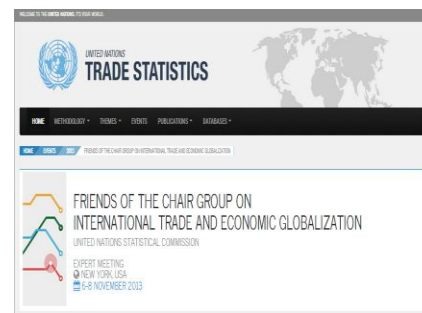 WELCOME TO THE UNITED NATIONS. IT'S YOUR WORLD.
UNITED NATIONS
TRADE STATISTICS
HOME METHODOLOGY THEMES EVENTS PUBLICATIONS DATABASES
HOME EVENTS 2013 FRIENDS OF THE CHAIR GROUP ON INTERNATIONAL TRADE AND ECONOMIC GLOBALIZATION
FRIENDS OF THE CHAIR GROUP ON
INTERNATIONAL TRADE AND ECONOMIC GLOBALIZATION
UNITED NATIONS STATISTICAL COMMISSION
EXPERT MEETING
NEW YORK, USA
6-8 NOVEMBER 2013